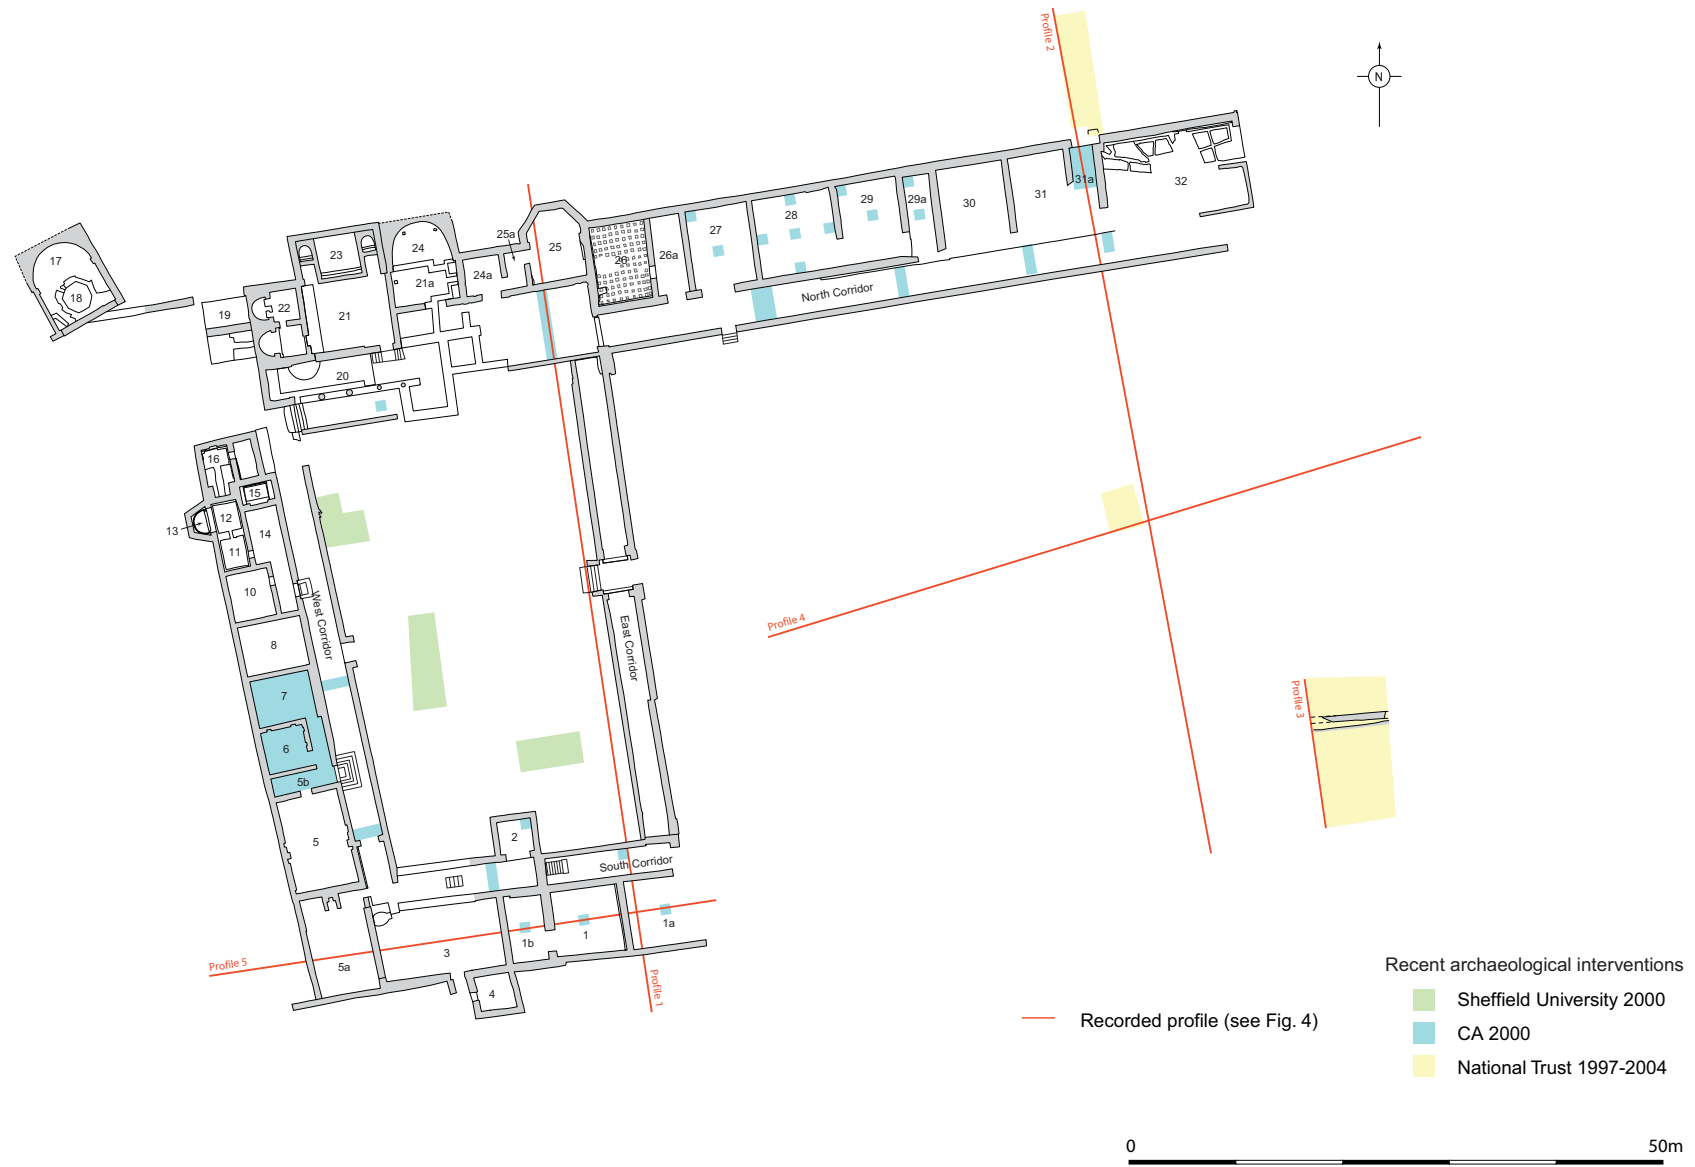 Profile 2
N
17
18
19
22
23
21
20
24
21a
24a
25a
25
26
26a
27
28
29
29a
30
31
31a
32
North Corridor
16
15
13
12
11
14
10
8
7
6
5b
5
West Corridor
East Corridor
Profile 4
Profile 3
2
South Corridor
1a
1
1b
3
4
5a
Profile 5
Profile 1
Recorded profile (see Fig. 4)
Recent archaeological interventions
Sheffield University 2000
CA 2000
National Trust 1997-2004
0
50m